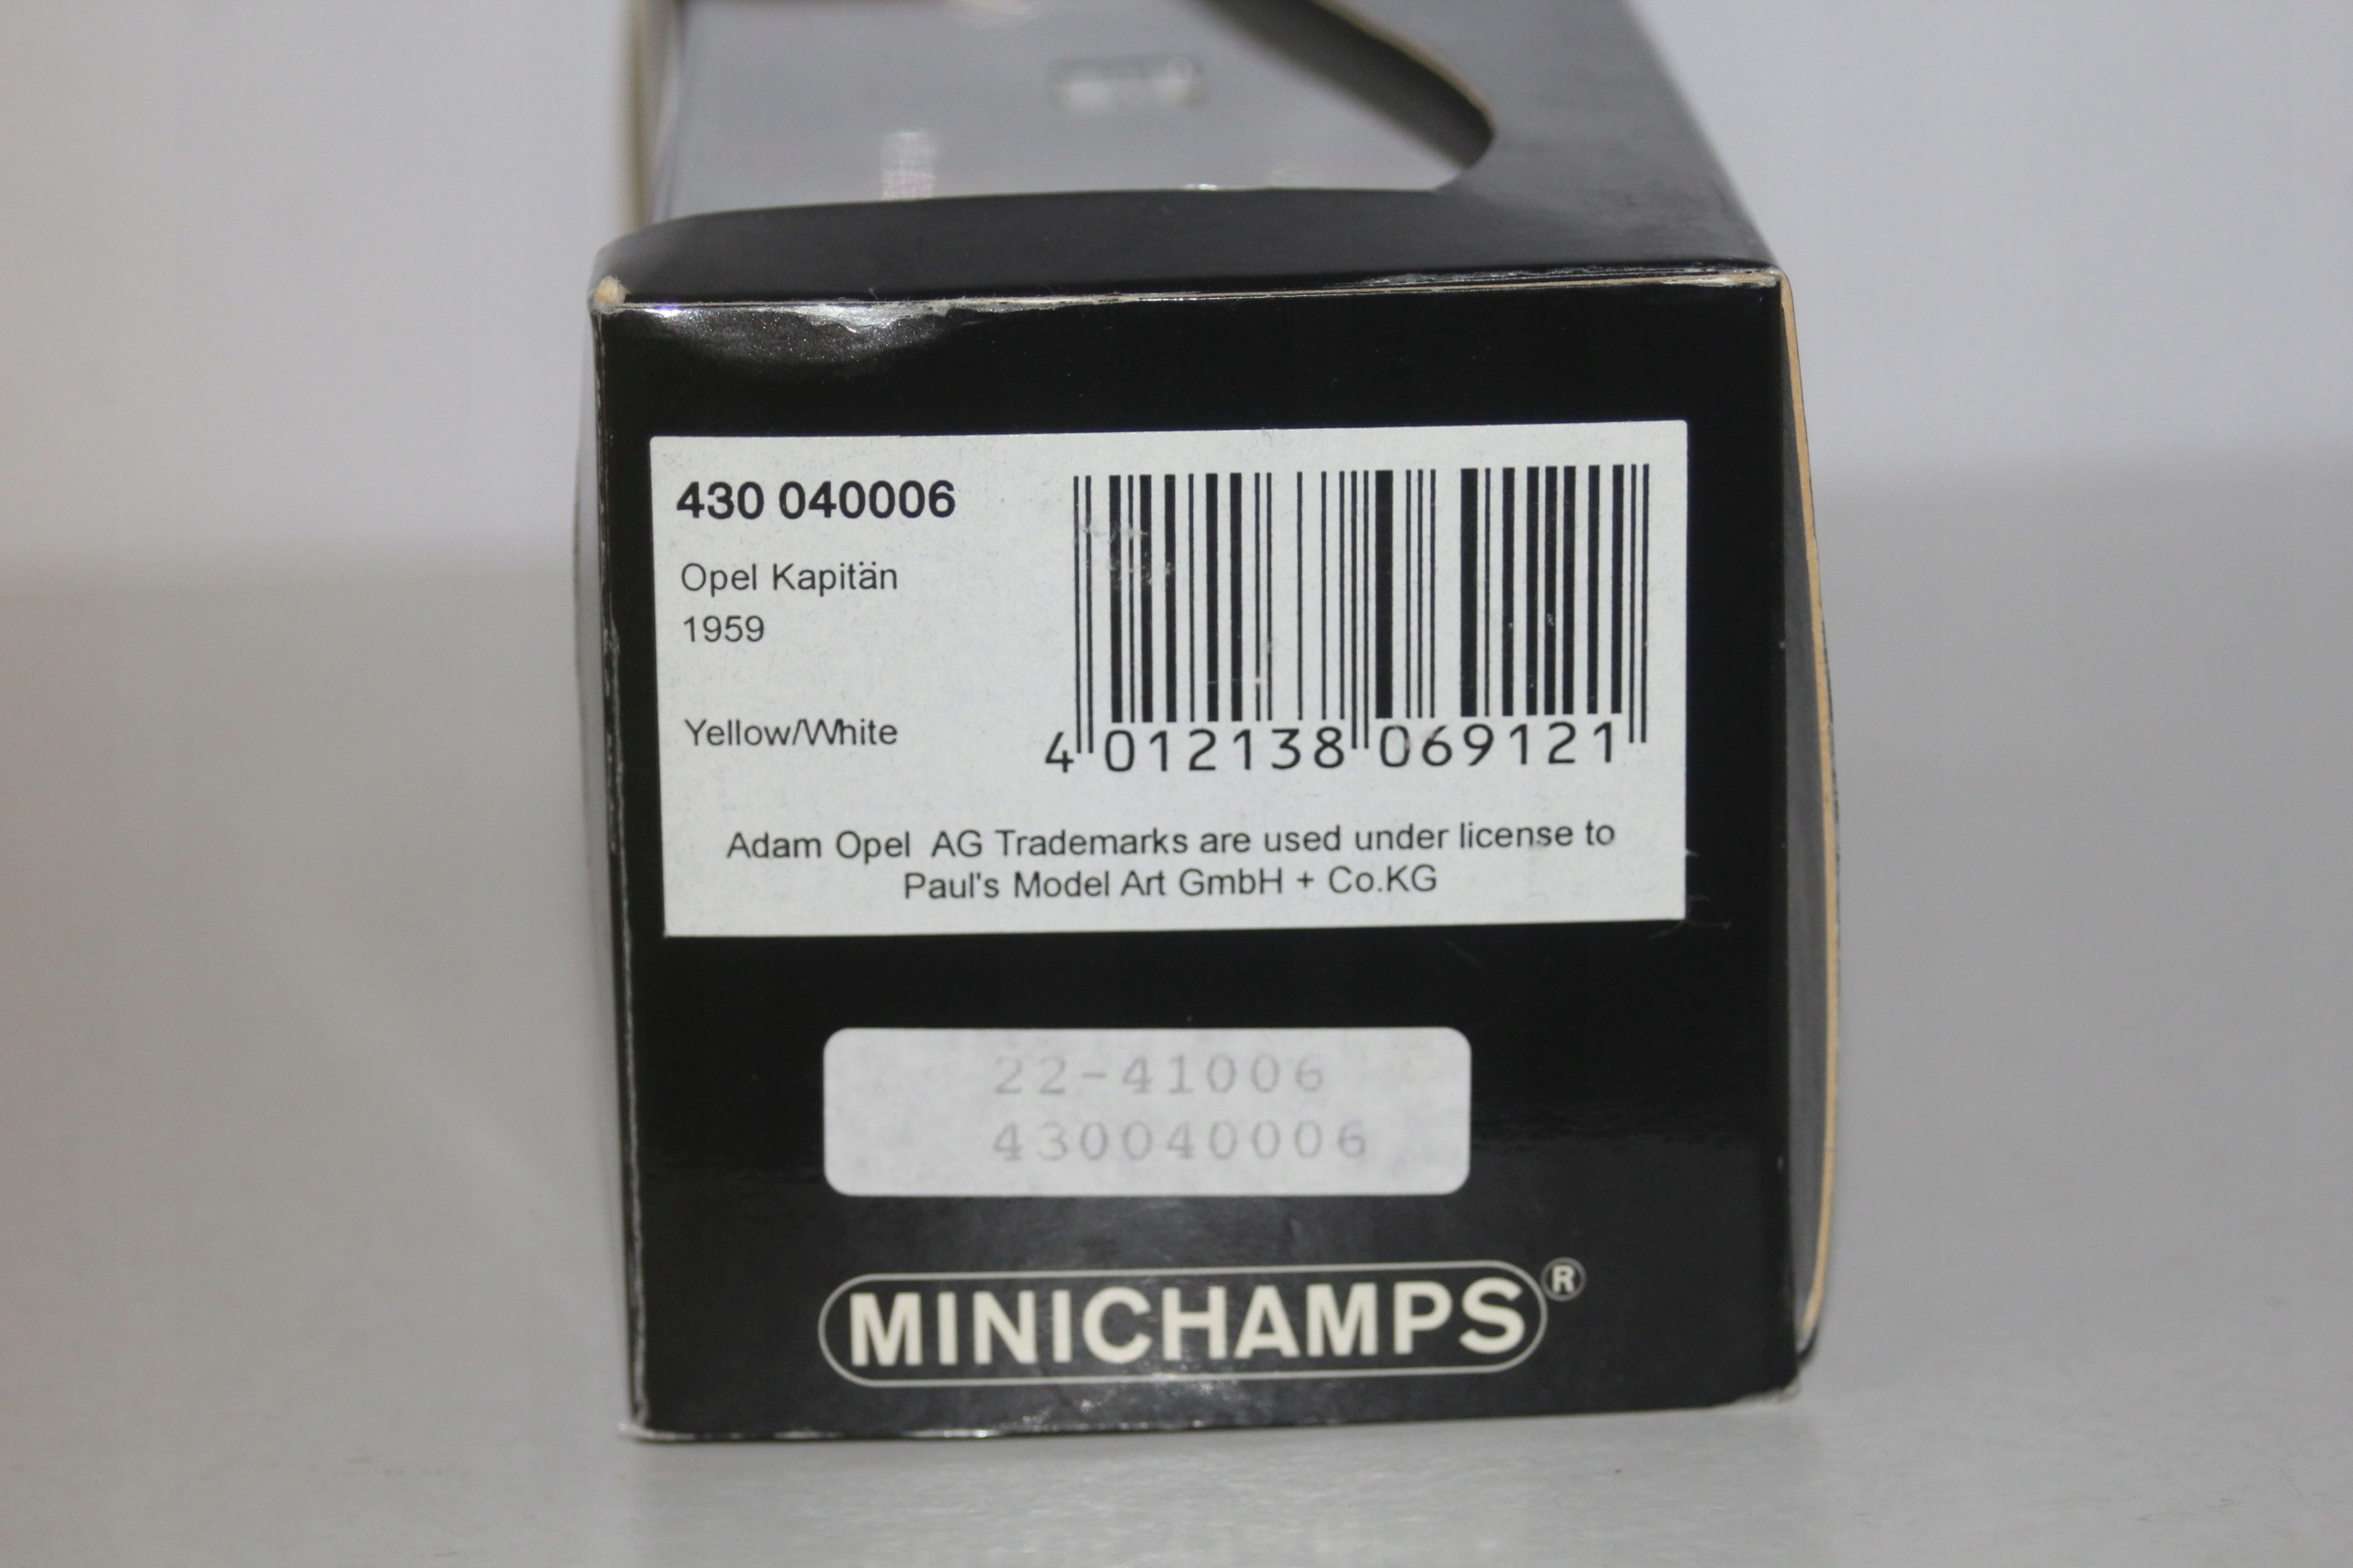 430 040006
Opel Kapitän
1959
Yellow/White
4 012138 069121
Adam Opel AG Trademarks are used under license to
Paul's Model Art GmbH + Co.KG
22-41006
430040006
MINICHAMPS®